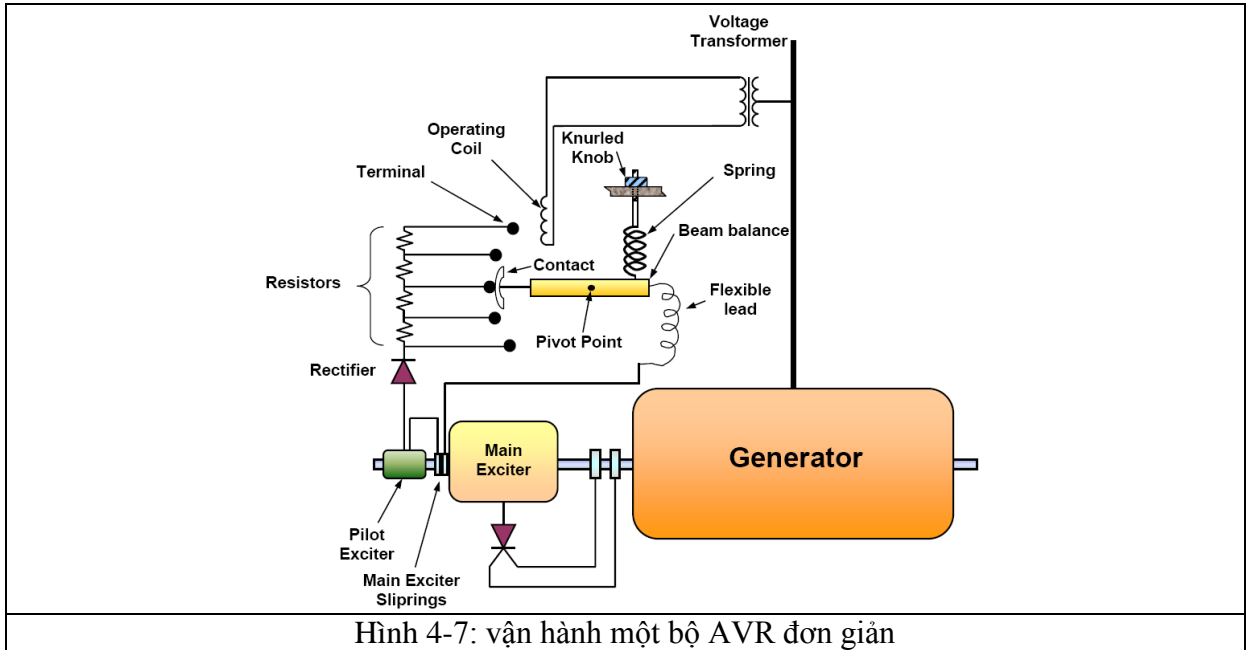 Voltage
Transformer
Operating
Coil
Knurled
Knob
Terminal
Spring
Beam balance
Contact
Resistors
Flexible
lead
Pivot Point
Rectifier
Main
Exciter
Generator
Pilot
Exciter
Main Exciter
Sliprings
Hình 4-7: vận hành một bộ AVR đơn giản